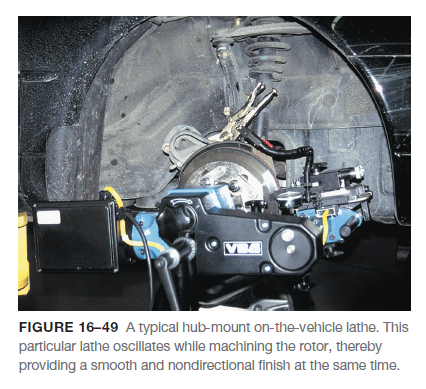 VBG
FIGURE 16–49 A typical hub-mount on-the-vehicle lathe. This
particular lathe oscillates while machining the rotor, thereby
providing a smooth and nondirectional finish at the same time.